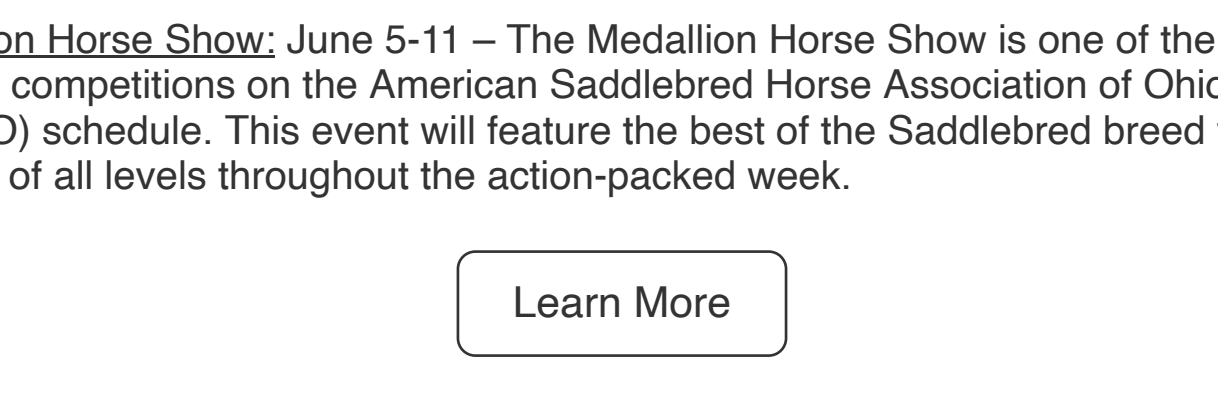 on Horse Show: June 5-11 – The Medallion Horse Show is one of the
competitions on the American Saddlebred Horse Association of Ohio
O) schedule. This event will feature the best of the Saddlebred breed
of all levels throughout the action-packed week.
Learn More